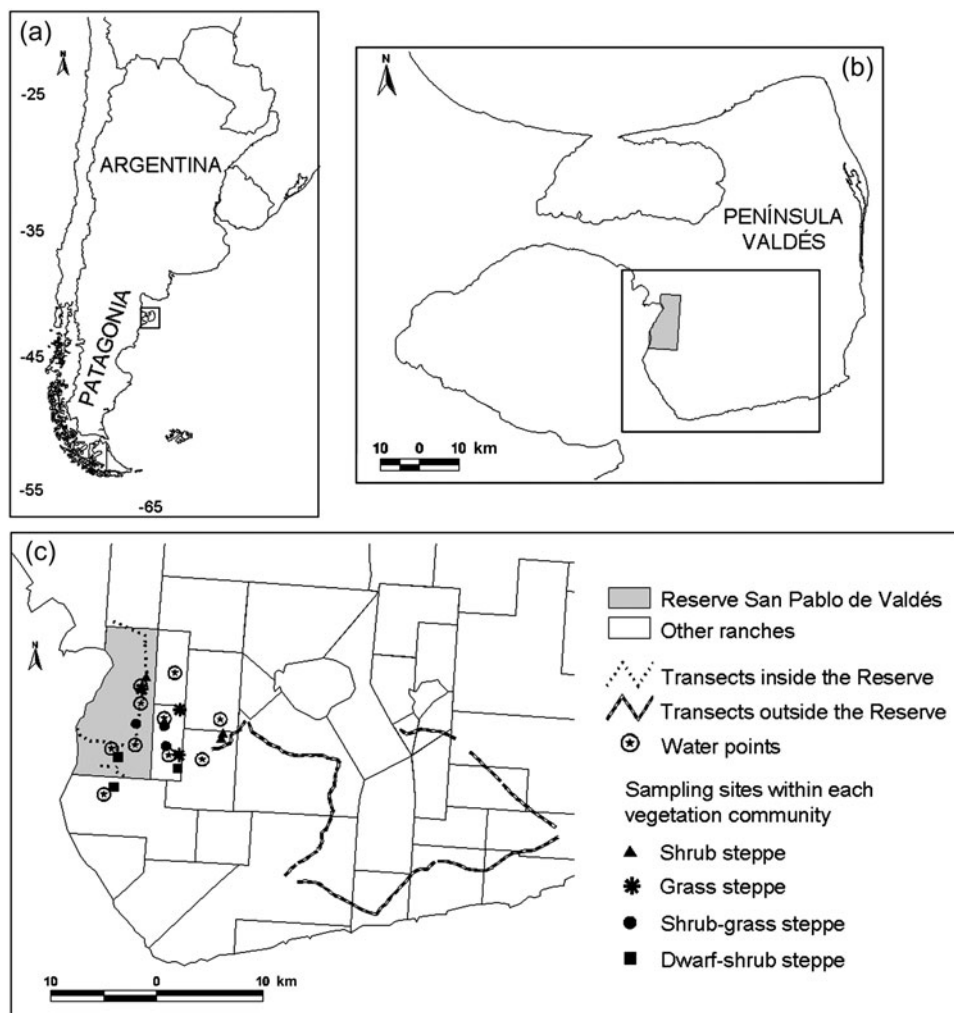 (a)
N
-25
ARGENTINA
-35
PATAGONIA
-45
-55
-65
(b)
N
PENÍNSULA
VALDÉS
10 0 10 km
(c)
N
10 0 10
km
Reserve San Pablo de Valdés
Other ranches
Transects inside the Reserve
Transects outside the Reserve
Water points
Sampling sites within each
vegetation community
Shrub steppe
Grass steppe
Shrub-grass steppe
Dwarf-shrub steppe